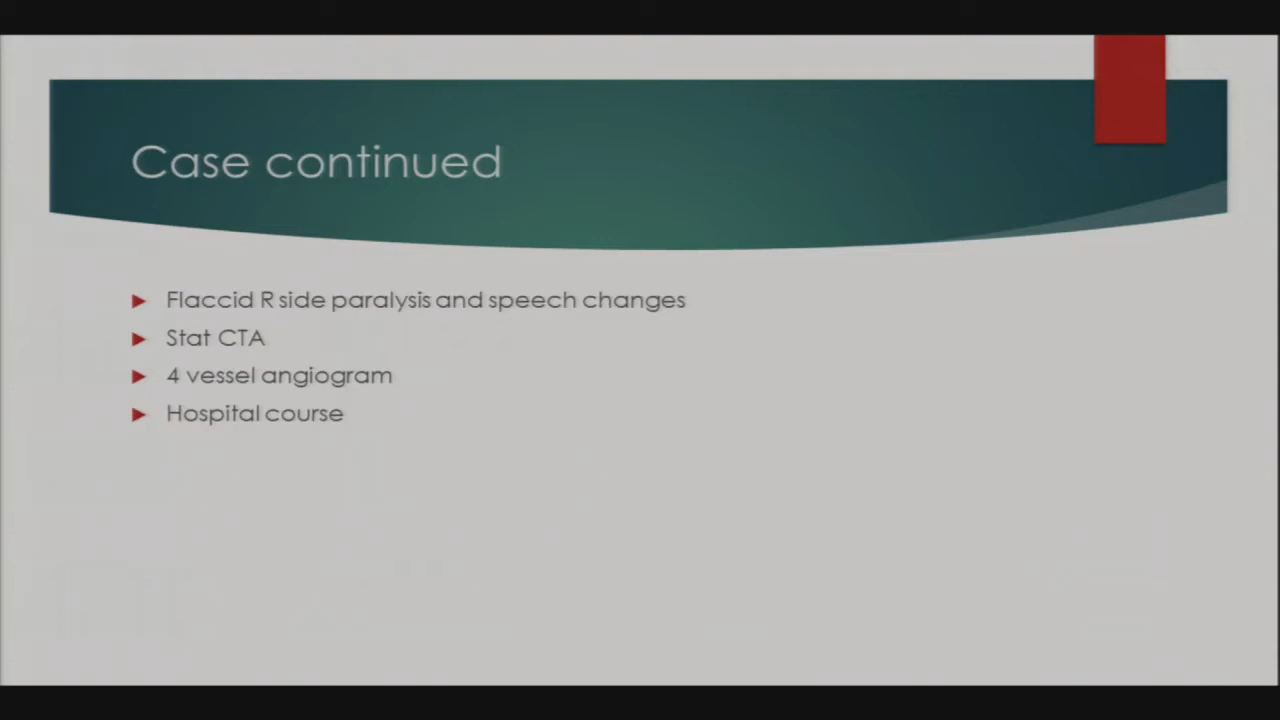 Case continued
Flaccid R side paralysis and speech changes
Stat CTA
4 vessel angiogram
Hospital course